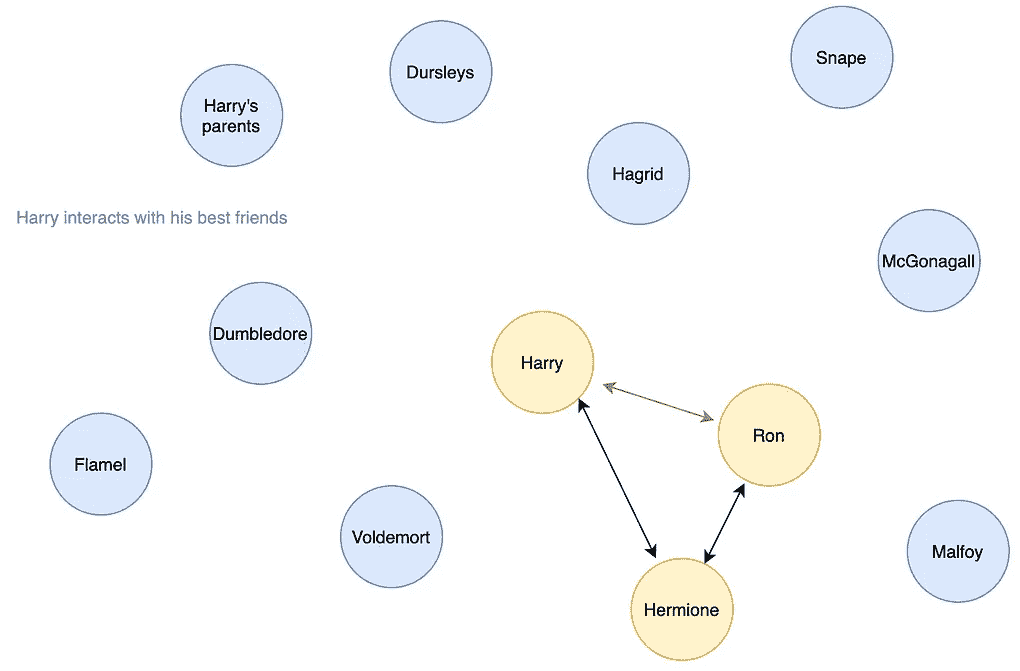 Snape
Dursleys
Harry's
parents
Hagrid
Harry interacts with his best friends
McGonagall
Dumbledore
Harry
Ron
Flamel
Voldemort
Malfoy
Hermione